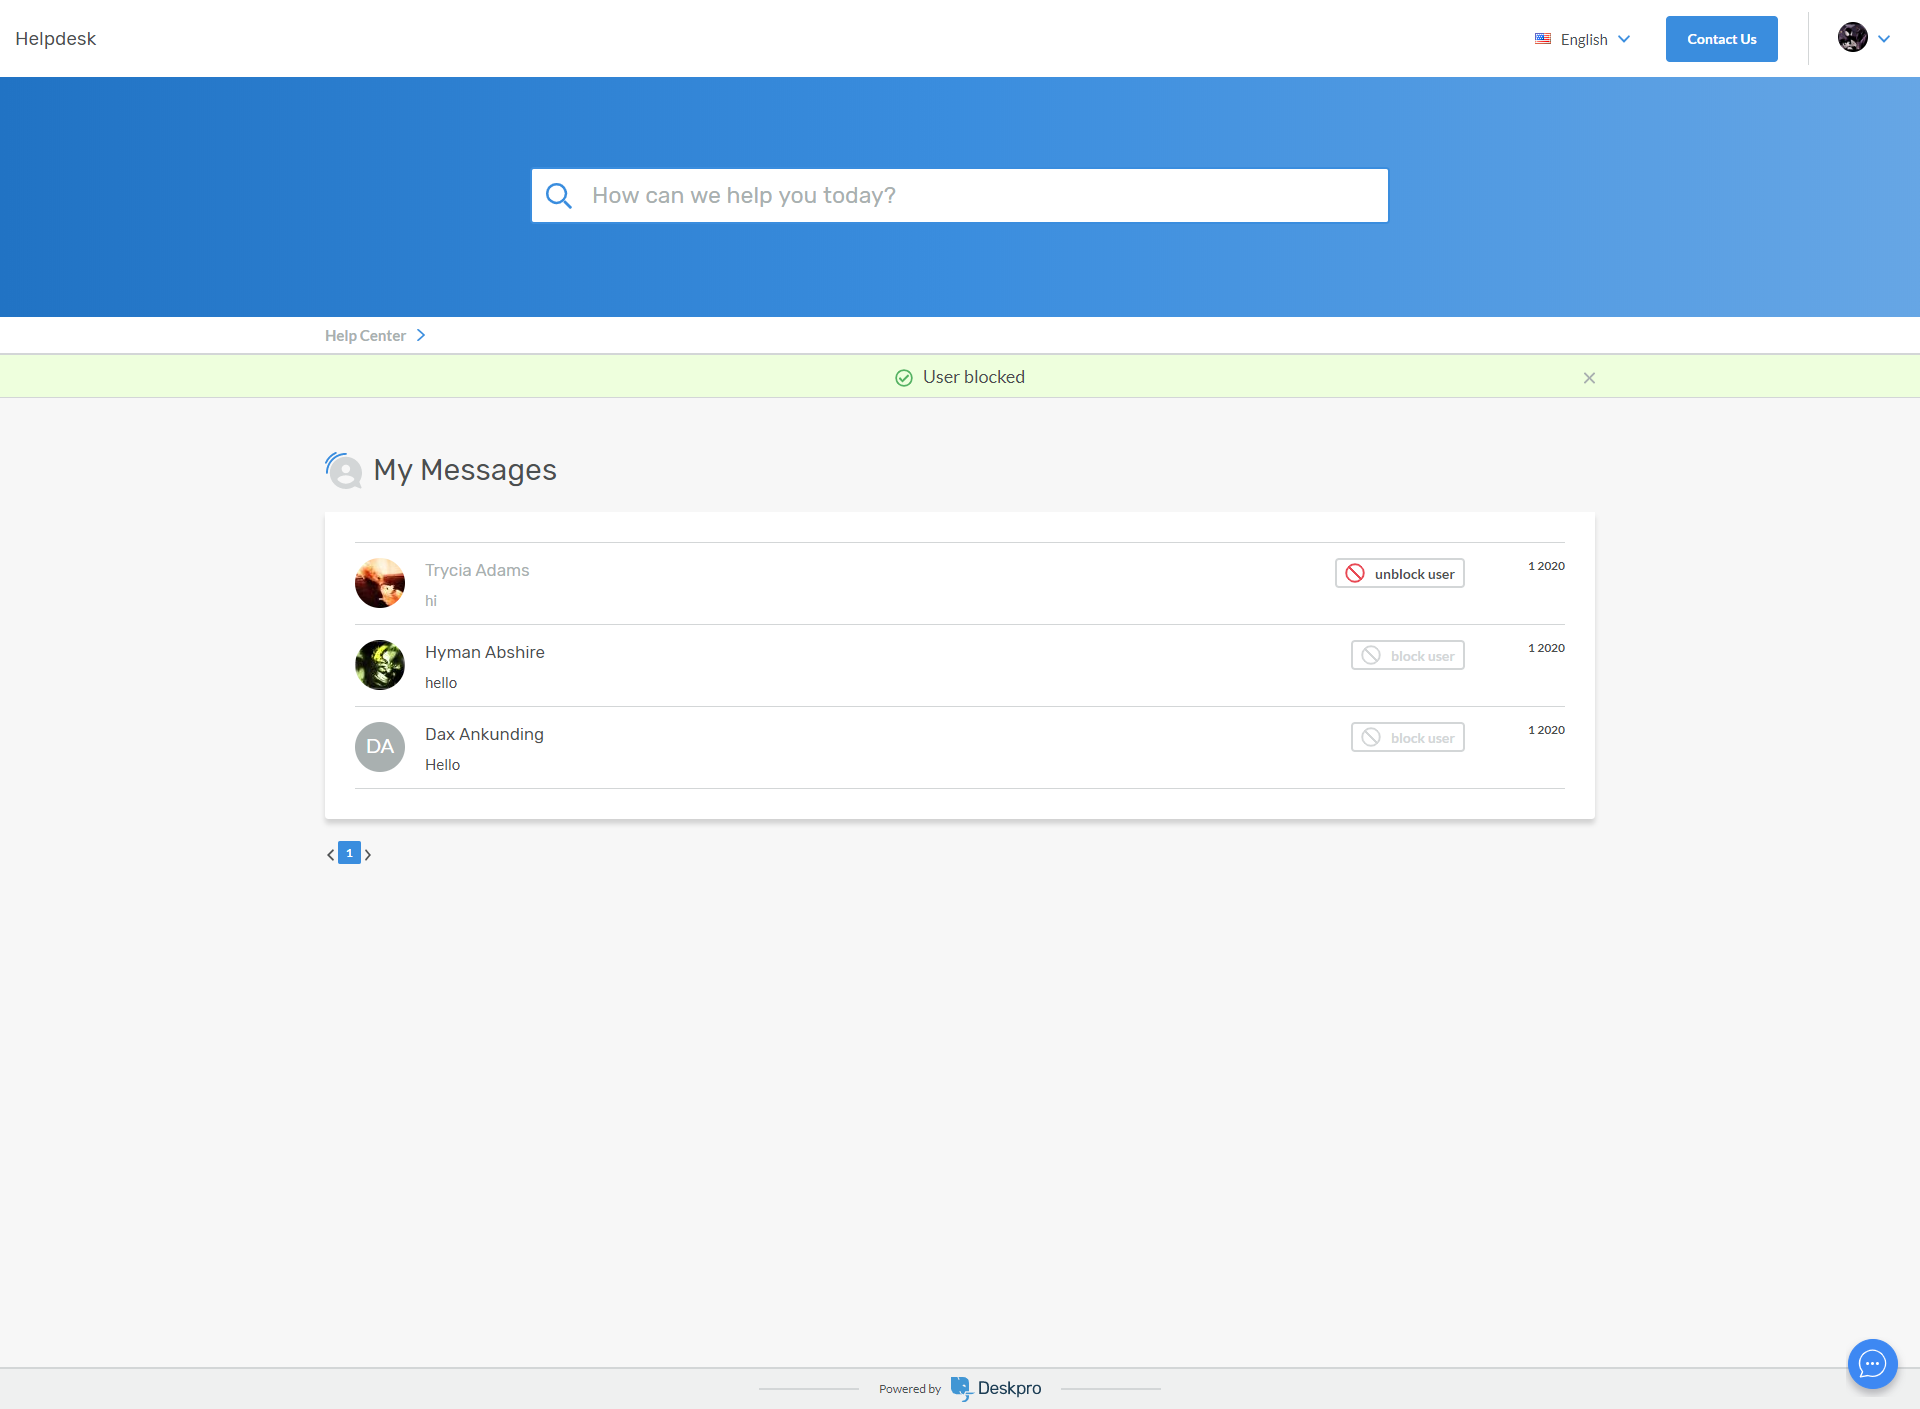 Helpdesk
English
Contact Us
How can we help you today?
Help Center
User blocked
My Messages
Trycia Adams
unblock user
1 2020
hi
Hyman Abshire
block user
1 2020
hello
DA
Dax Ankunding
block user
1 2020
Hello
1
Powered by Deskpro